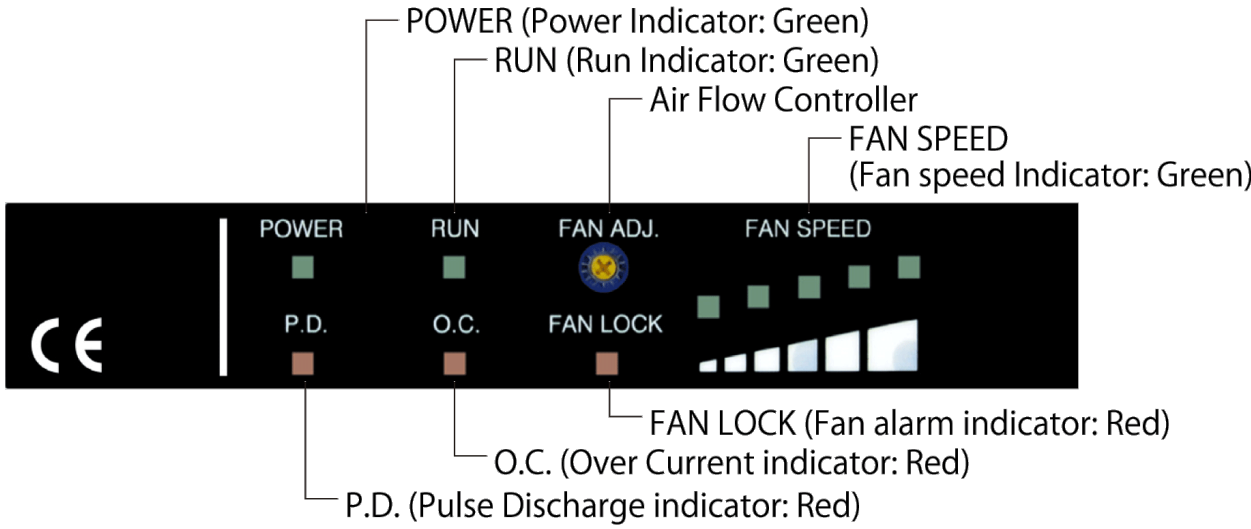 POWER (Power Indicator: Green)
RUN (Run Indicator: Green)
Air Flow Controller
FAN SPEED
(Fan speed Indicator: Green)
POWER RUN FAN ADJ. FAN SPEED
P.D. O.C. FAN LOCK
CE
FAN LOCK (Fan alarm indicator: Red)
O.C. (Over Current indicator: Red)
P.D. (Pulse Discharge indicator: Red)